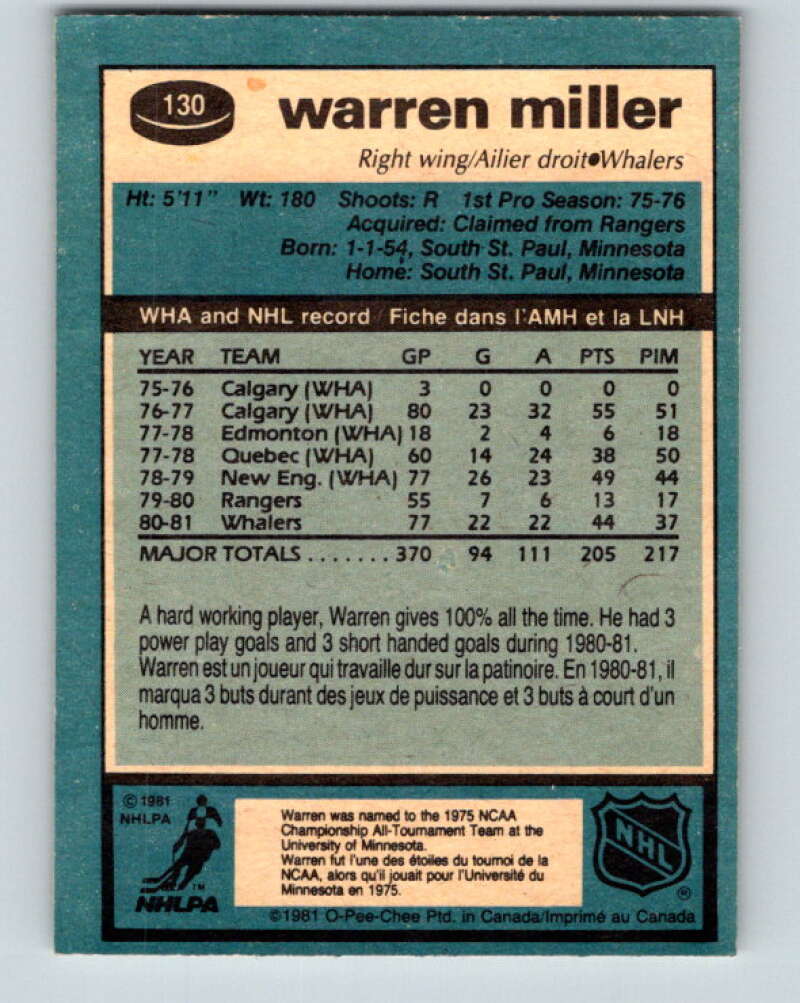 130
warren miller
Right wing/Ailier droit•Whalers
Ht: 5'11" Wt: 180 Shoots: R 1st Pro Season: 75-76
Acquired: Claimed from Rangers
Born: 1-1-54, South St. Paul, Minnesota
Home: South St. Paul, Minnesota
WHA and NHL record / Fiche dans l'AMH et la LNH
YEAR TEAM GP G A PTS PIM
75-76 Calgary (WHA) 3 0 0 0 0
76-77 Calgary (WHA) 80 23 32 55 51
77-78 Edmonton (WHA) 18 2 4 6 18
77-78 Quebec (WHA) 60 14 24 38 50
78-79 New Eng. (WHA) 77 26 23 49 44
79-80 Rangers 55 7 6 13 17
80-81 Whalers 77 22 22 44 37
MAJOR TOTALS . . . . . . . 370 94 111 205 217
A hard working player, Warren gives 100% all the time. He had 3
power play goals and 3 short handed goals during 1980-81.
Warren est un joueur qui travaille dur sur la patinoire. En 1980-81, il
marqua 3 buts durant des jeux de puissance et 3 buts à court d'un
homme.
© 1981
NHLPA
TM
NHLPA
Warren was named to the 1975 NCAA
Championship All-Tournament Team at the
University of Minnesota.
Warren fut l'une des étoiles du tournoi de la
NCAA, alors qu'il jouait pour l'Université du
Minnesota en 1975.
NHL
®
©1981 O-Pee-Chee Ptd. in Canada/Imprimé au Canada